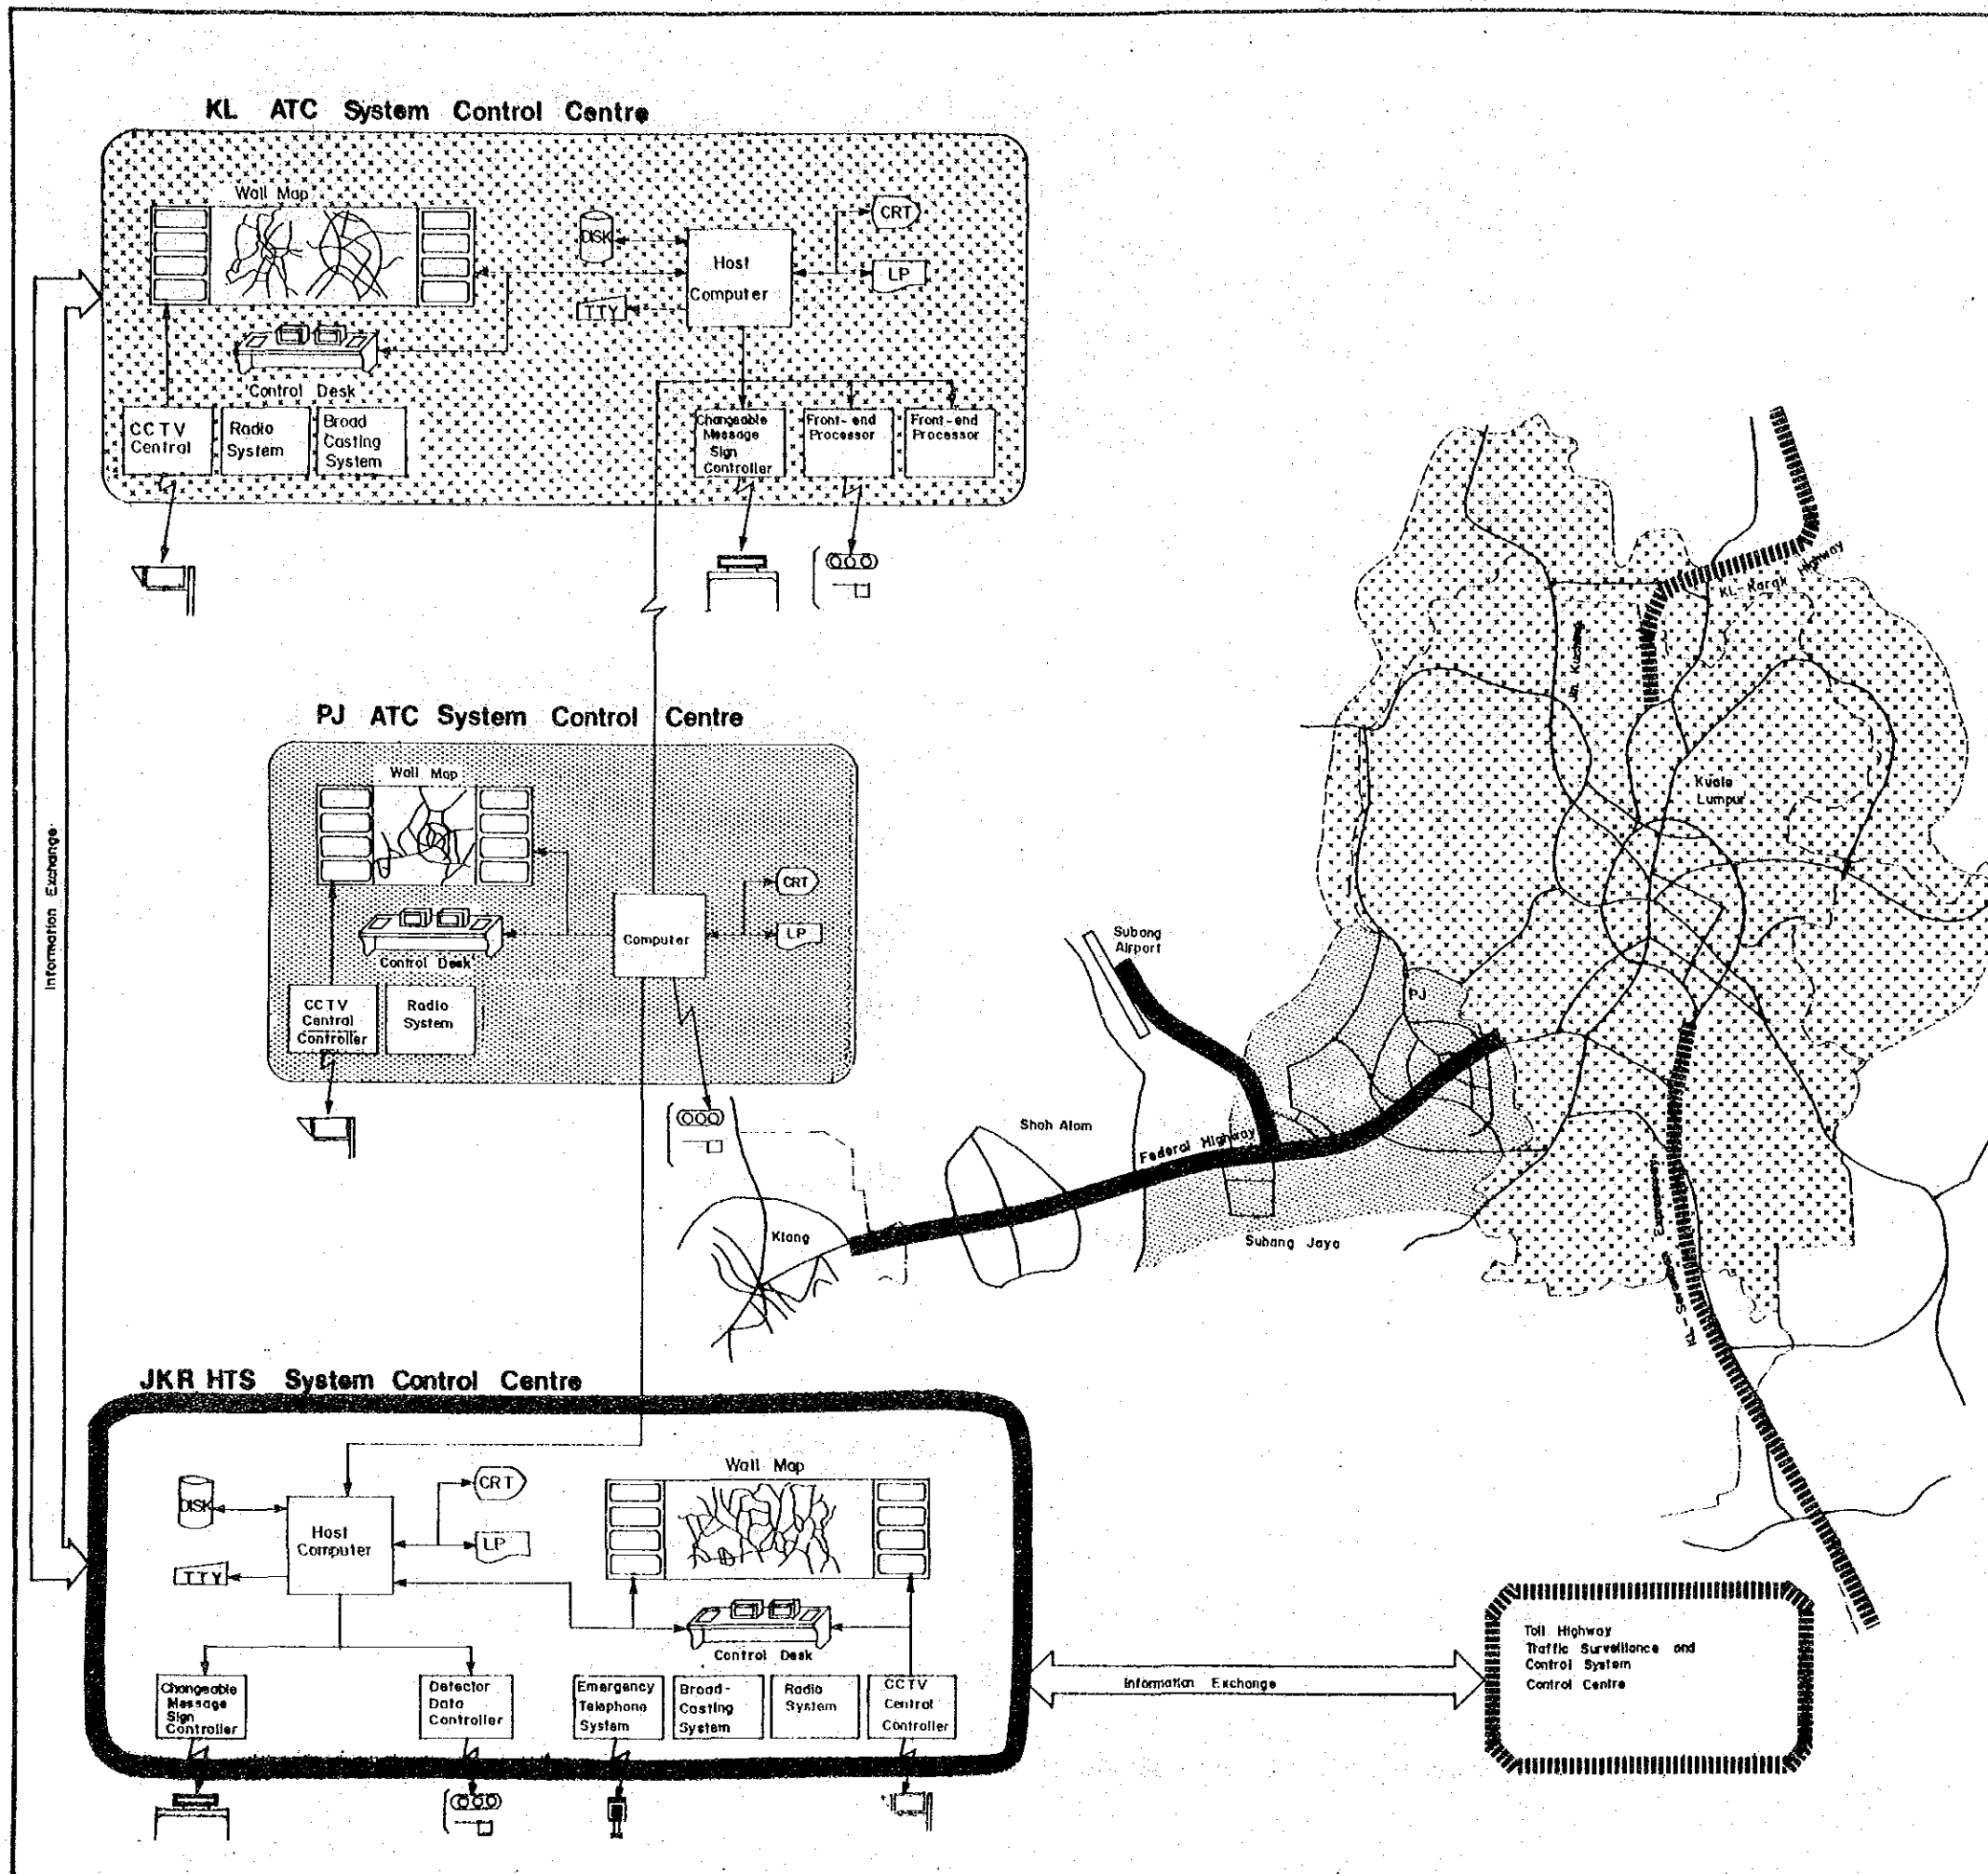 KL ATC System Control Centre
Wall Map
DISK
Host
Computer
CRT
LP
TTY
Control Desk
CCTV
Central
Radio
System
Broad
Casting
System
Changeable
Message
Sign
Controller
Front-end
Processor
Front-end
Processor
Information Exchange
PJ ATC System Control Centre
Wall Map
Computer
CRT
LP
Control Desk
CCTV
Central
Controller
Radio
System
KL-Karak Highway
Jln. Kuching
Kuala
Lumpur
Subang
Airport
PJ
Shah Alam
Federal Highway
Klang
Subang Jaya
KL-Seremban Expressway
JKR HTS System Control Centre
DISK
Host
Computer
CRT
LP
TTY
Wall Map
Control Desk
Changeable
Message
Sign
Controller
Detector
Data
Controller
Emergency
Telephone
System
Broad-
Casting
System
Radio
System
CCTV
Central
Controller
Information Exchange
Toll Highway
Traffic Surveillance and
Control System
Control Centre